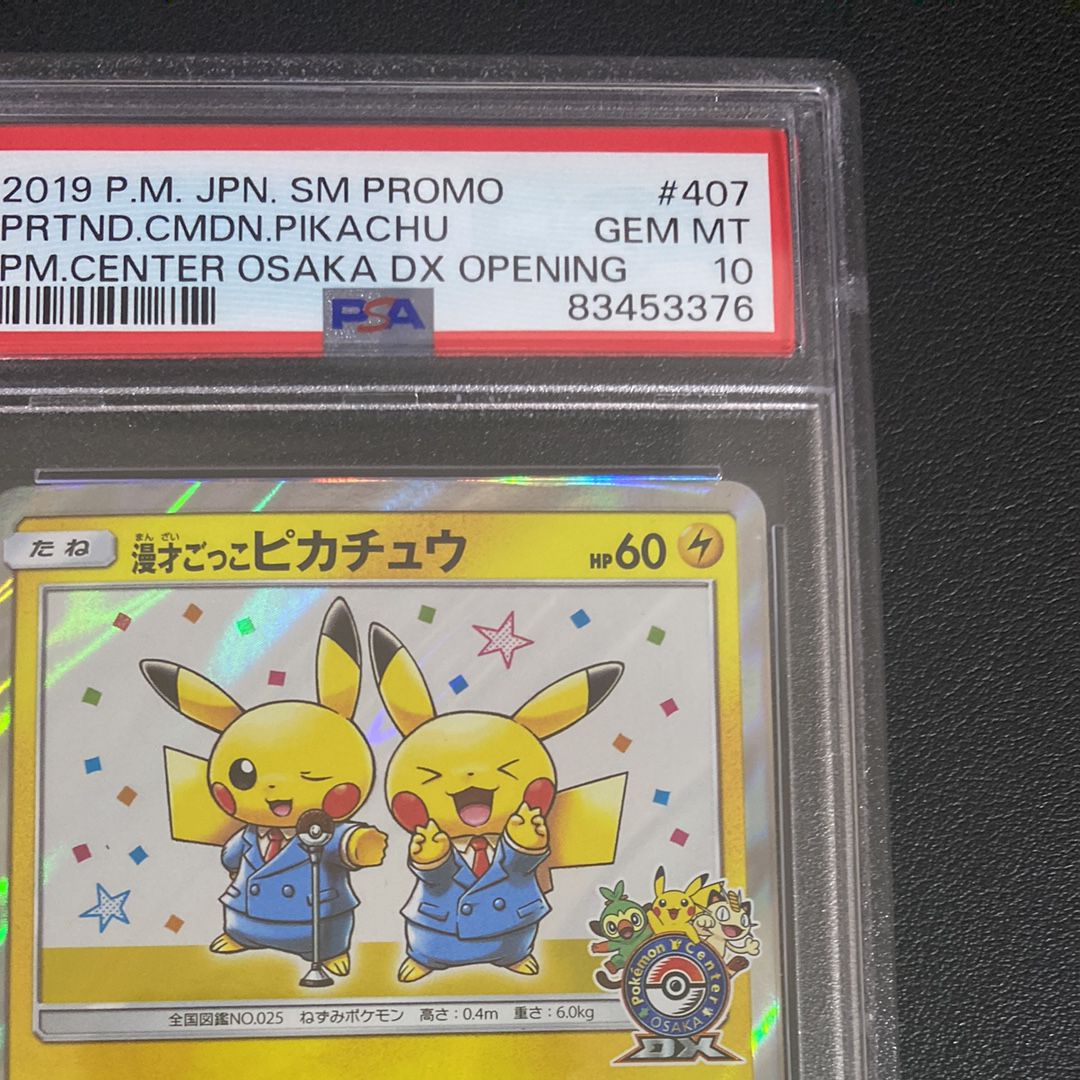 2019 P.M. JPN. SM PROMO #407
PRTND.CMDN.PIKACHU GEM MT
PM.CENTER OSAKA DX OPENING 10
83453376
PSA
たね 漫才ごっこピカチュウ HP60
まん ざい
全国図鑑NO.025 ねずみポケモン 高さ:0.4m 重さ:6.0kg
Pokémon Center
OSAKA
DX